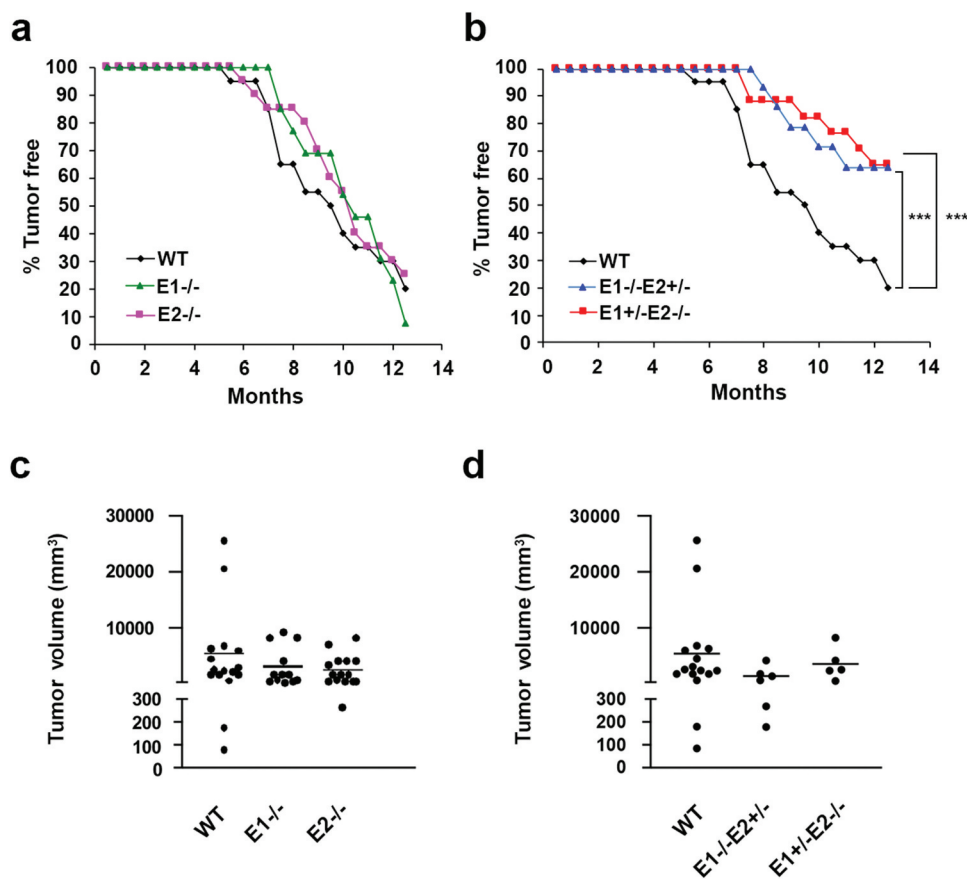 a
100
90
80
70
60
50
40
30
20
10
0
% Tumor free
WT
E1-/-
E2-/-
0 2 4 6 8 10 12 14
Months
b
100
90
80
70
60
50
40
30
20
10
0
% Tumor free
WT
E1-/-E2+/-
E1+/-E2-/-
*** ***
0 2 4 6 8 10 12 14
Months
c
30000
20000
10000
300
200
100
0
Tumor volume (mm³)
WT E1-/- E2-/-
d
30000
20000
10000
300
200
100
0
Tumor volume (mm³)
WT E1-/-E2+/- E1+/-E2-/-